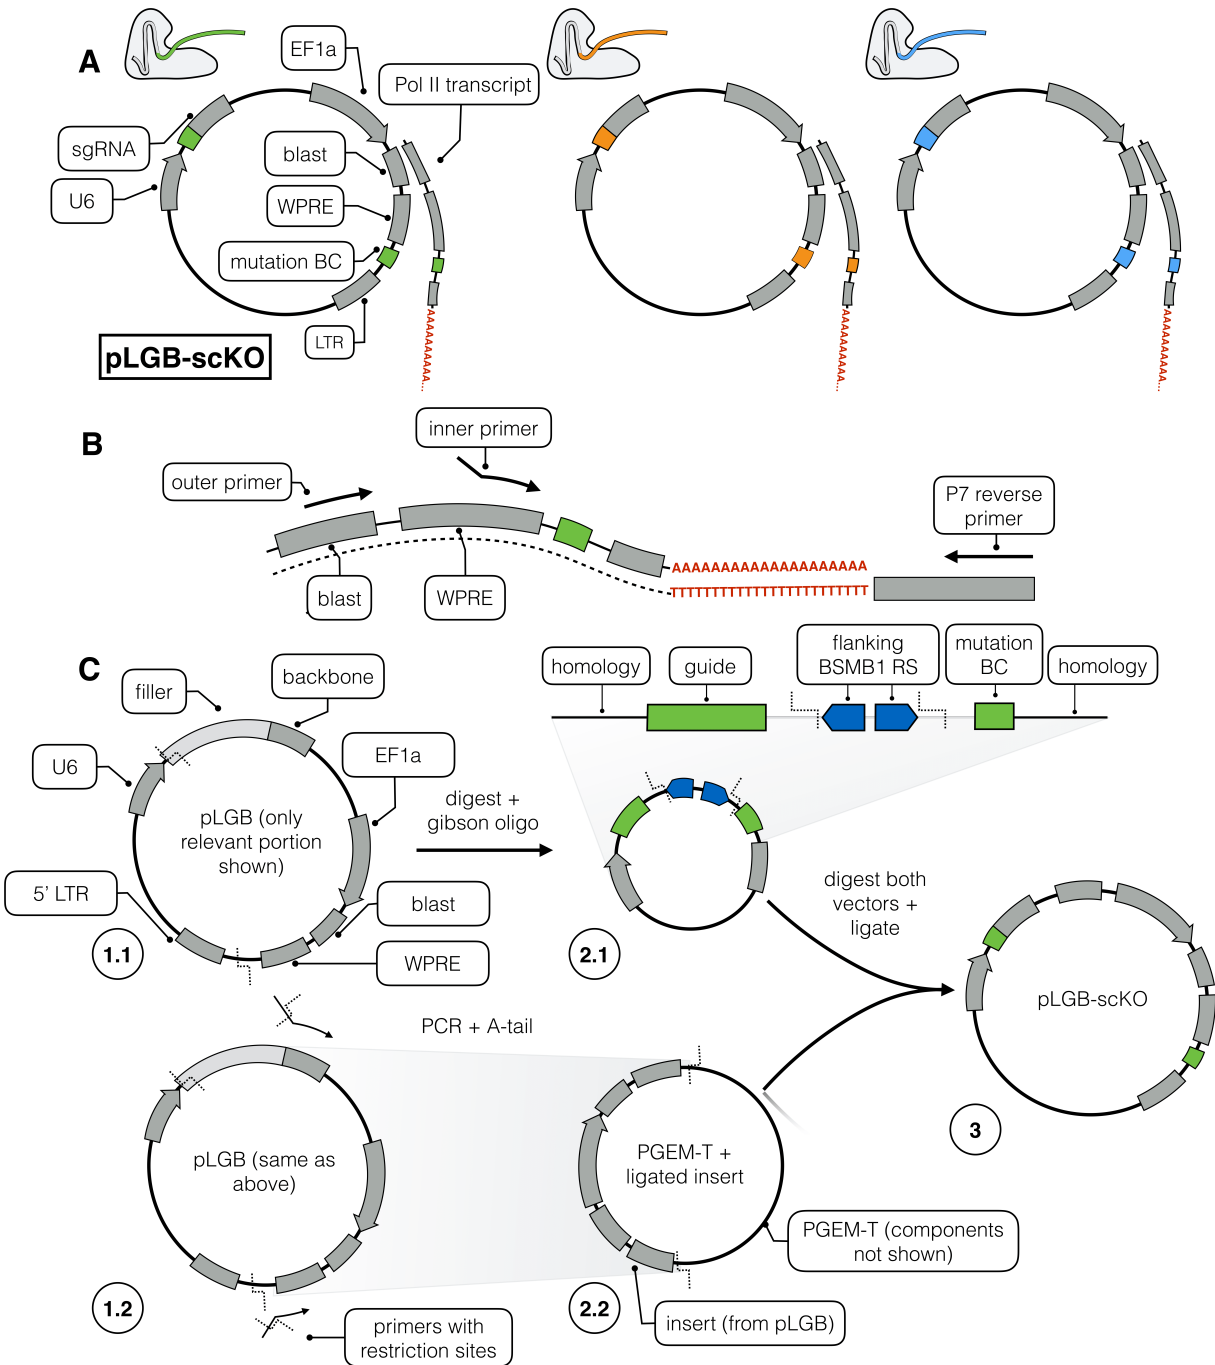 A
EF1a
Pol II transcript
sgRNA
blast
U6
WPRE
mutation BC
LTR
pLGB-scKO
AAAAAAAAA
AAAAAAAAA
AAAAAAAAA
B
inner primer
outer primer
P7 reverse
primer
AAAAAAAAAAAAAAAAAAAA
TTTTTTTTTTTTTTTTTTTT
blast
WPRE
C
filler
backbone
homology
guide
flanking
BSMB1 RS
mutation
BC
homology
U6
EF1a
pLGB (only
relevant portion
shown)
digest +
gibson oligo
5’ LTR
blast
WPRE
1.1
2.1
digest both
vectors +
ligate
pLGB-scKO
PCR + A-tail
pLGB (same as
above)
PGEM-T +
ligated insert
3
PGEM-T (components
not shown)
1.2
2.2
primers with
restriction sites
insert (from pLGB)